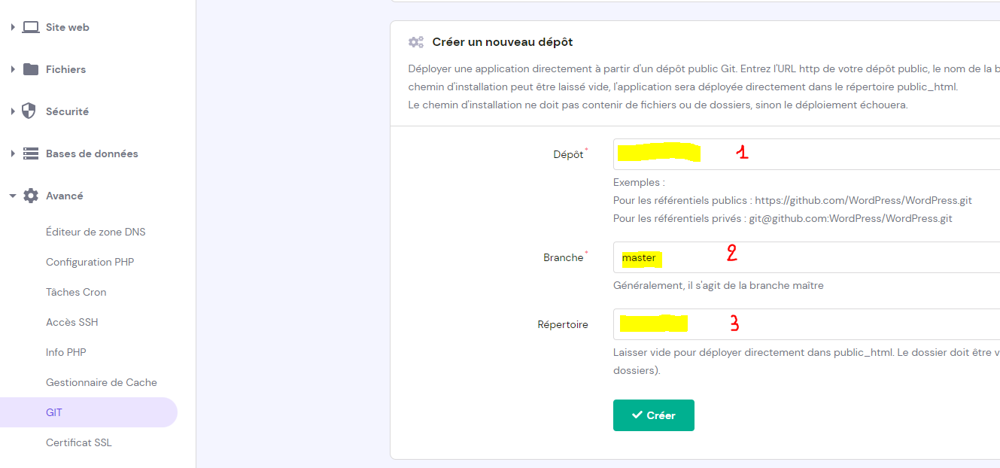 Site web
Fichiers
Sécurité
Bases de données
Avancé
Éditeur de zone DNS
Configuration PHP
Tâches Cron
Accès SSH
Info PHP
Gestionnaire de Cache
GIT
Certificat SSL
Créer un nouveau dépôt
Déployer une application directement à partir d'un dépôt public Git. Entrez l'URL http de votre dépôt public, le nom de la b
chemin d'installation peut être laissé vide, l'application sera déployée directement dans le répertoire public_html.
Le chemin d'installation ne doit pas contenir de fichiers ou de dossiers, sinon le déploiement échouera.
Dépôt* 1
Exemples :
Pour les référentiels publics : https://github.com/WordPress/WordPress.git
Pour les référentiels privés : git@github.com:WordPress/WordPress.git
Branche* master 2
Généralement, il s'agit de la branche maître
Répertoire 3
Laisser vide pour déployer directement dans public_html. Le dossier doit être v
dossiers).
Créer